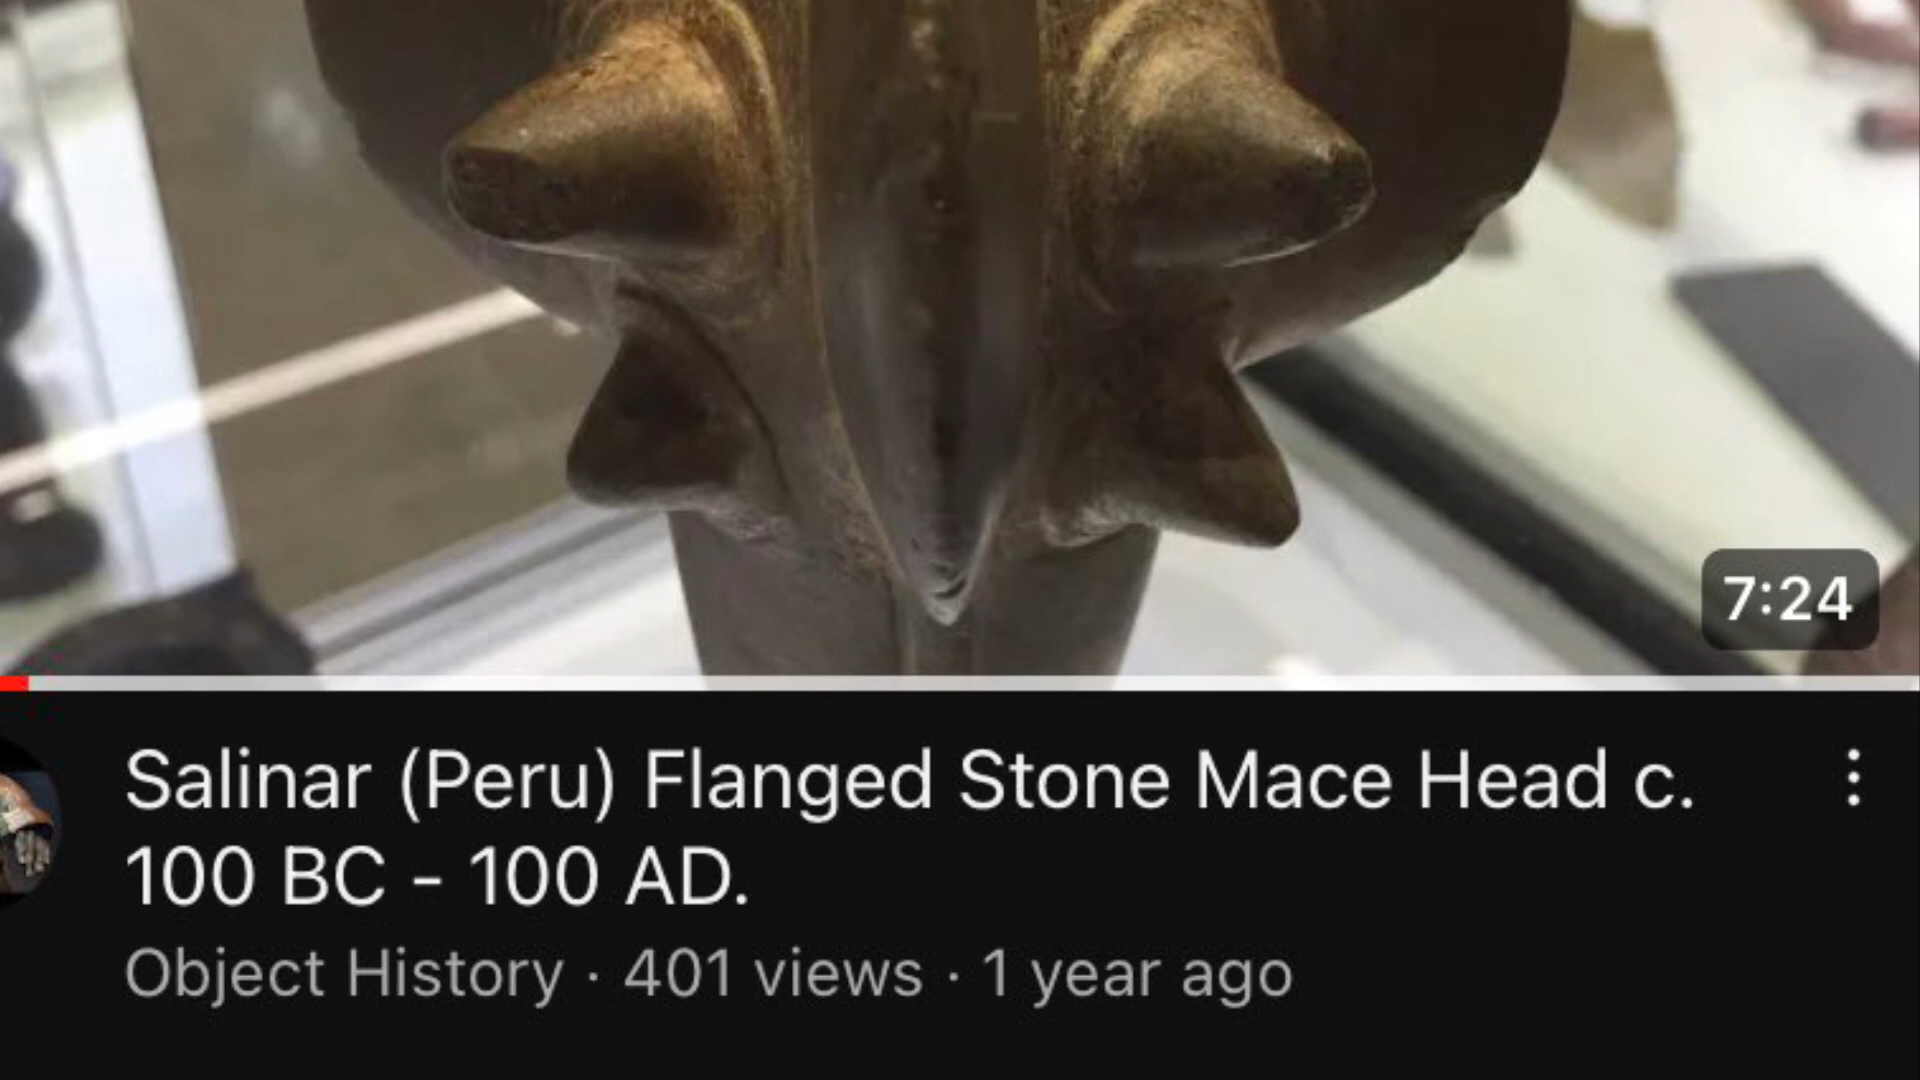 7:24
Salinar (Peru) Flanged Stone Mace Head c.
100 BC - 100 AD.
Object History · 401 views · 1 year ago